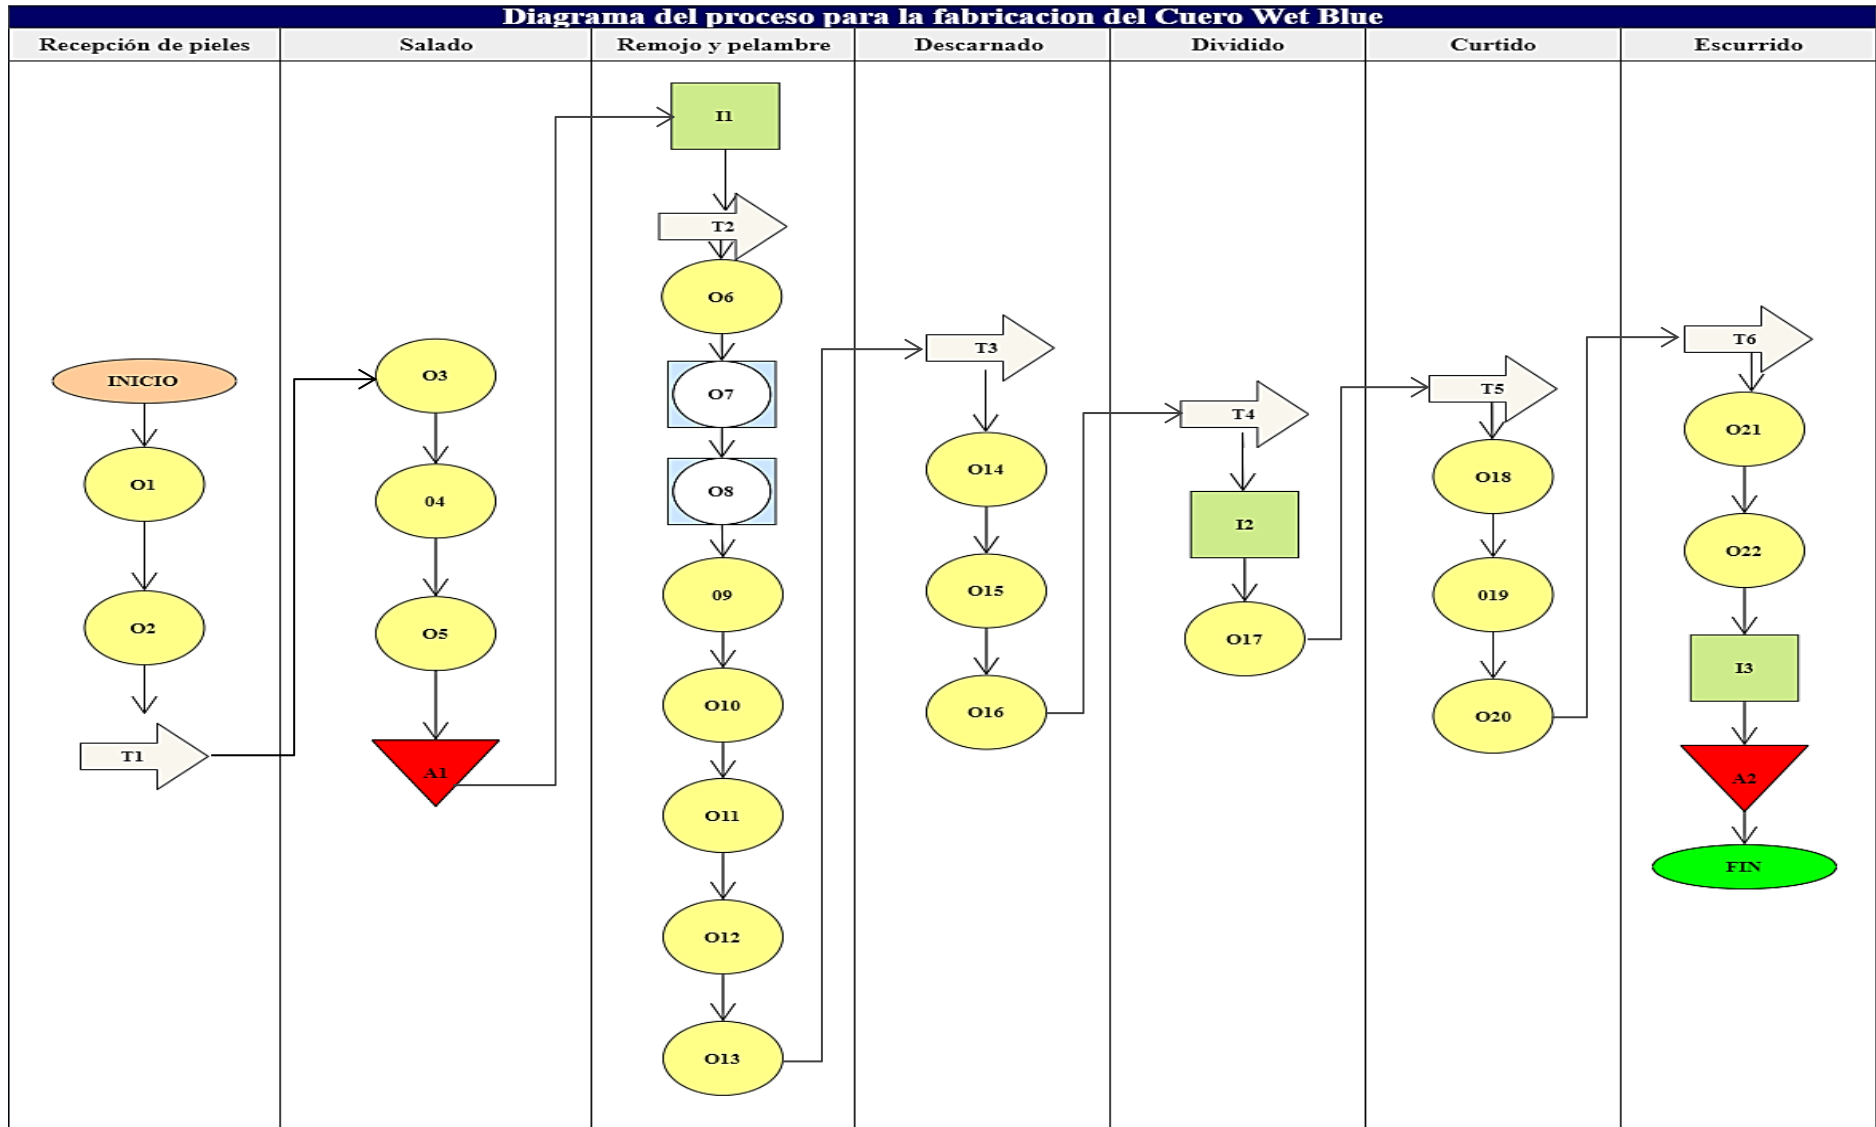 Diagrama del proceso para la fabricacion del Cuero Wet Blue
Recepción de pieles
Salado
Remojo y pelambre
Descarnado
Dividido
Curtido
Escurrido
INICIO
O1
O2
T1
O3
04
O5
A1
I1
T2
O6
O7
O8
09
O10
O11
O12
O13
T3
O14
O15
O16
T4
I2
O17
T5
O18
019
O20
T6
O21
O22
I3
A2
FIN